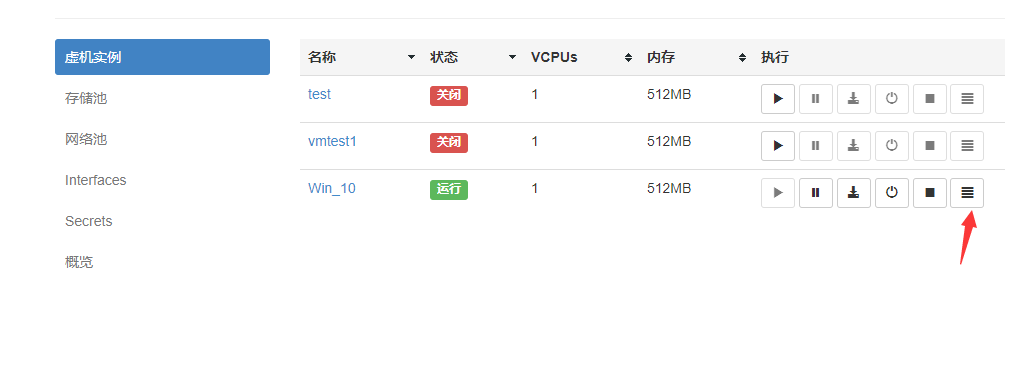 虚机实例
存储池
网络池
Interfaces
Secrets
概览
名称 状态 VCPUs 内存 执行
test 关闭 1 512MB
vmtest1 关闭 1 512MB
Win_10 运行 1 512MB